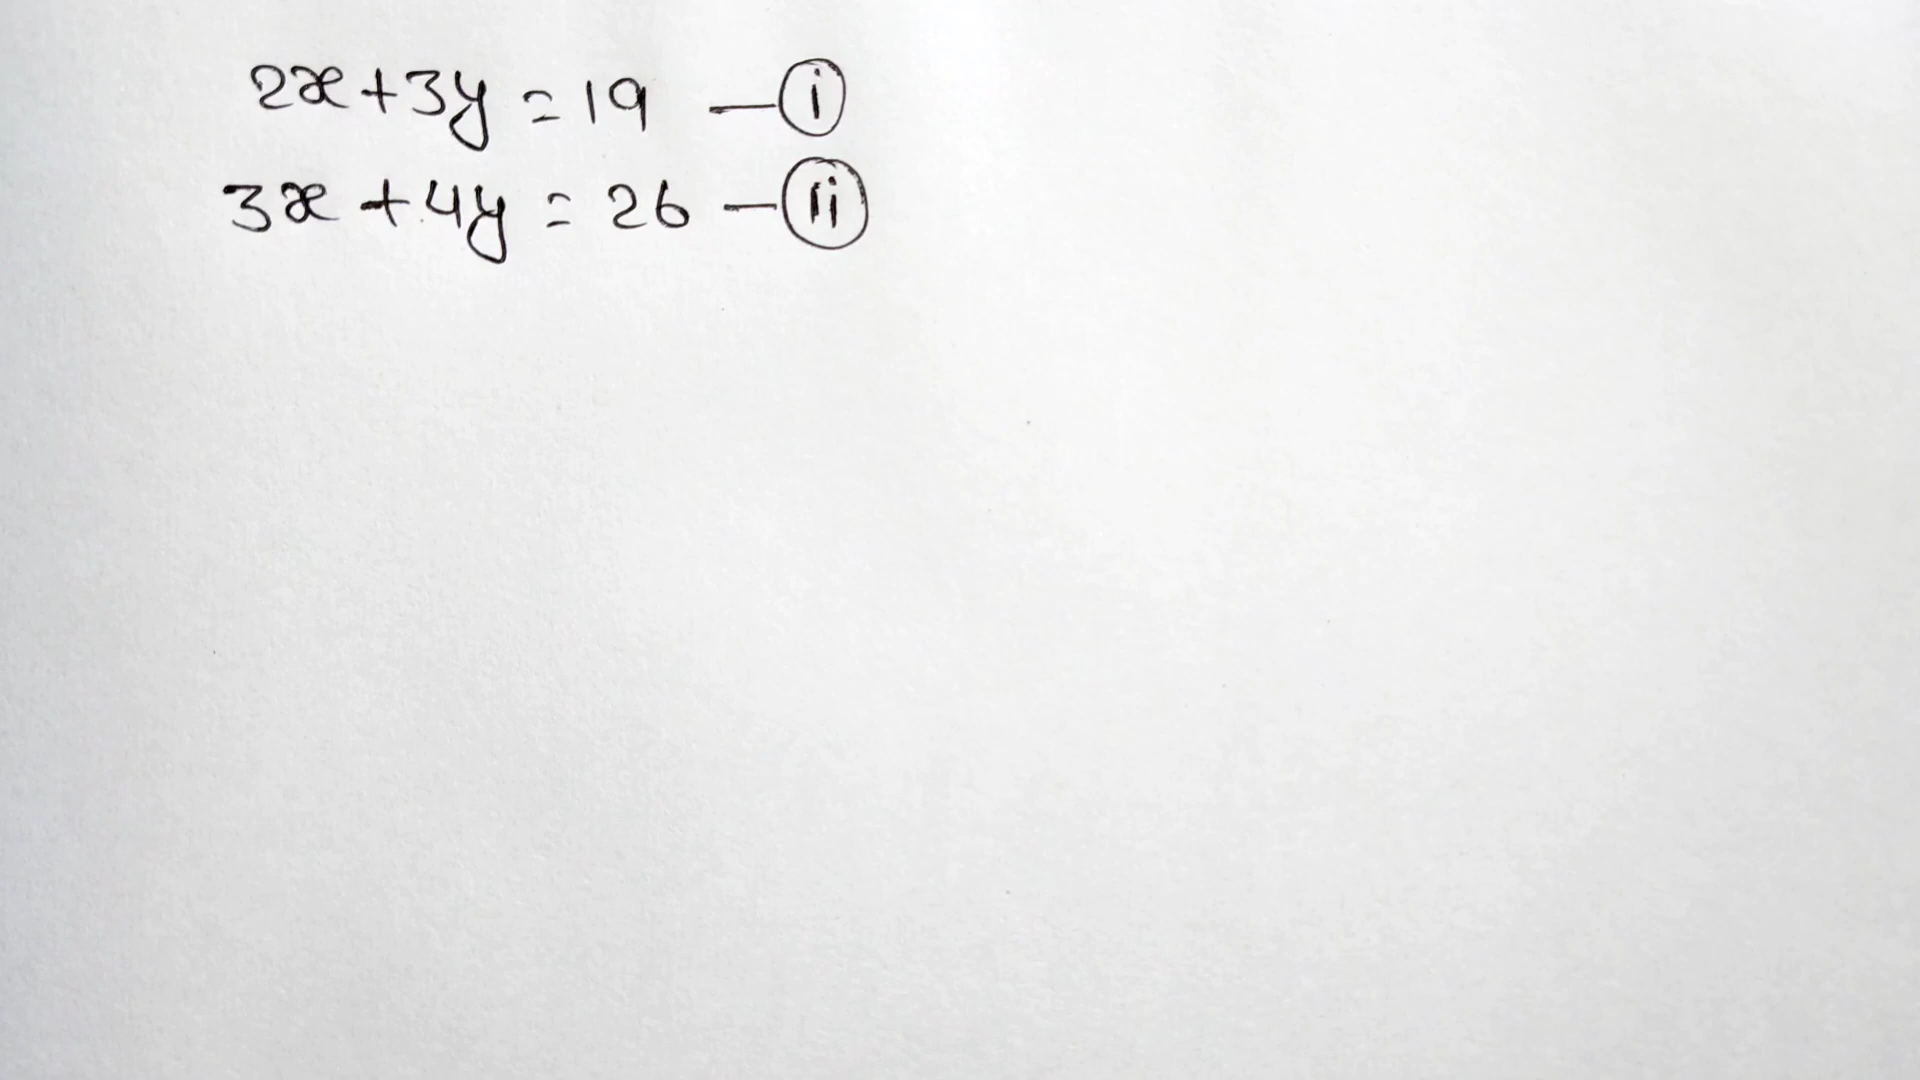 2x+3y = 19 — (i)
3x + 4y = 26 — (ii)